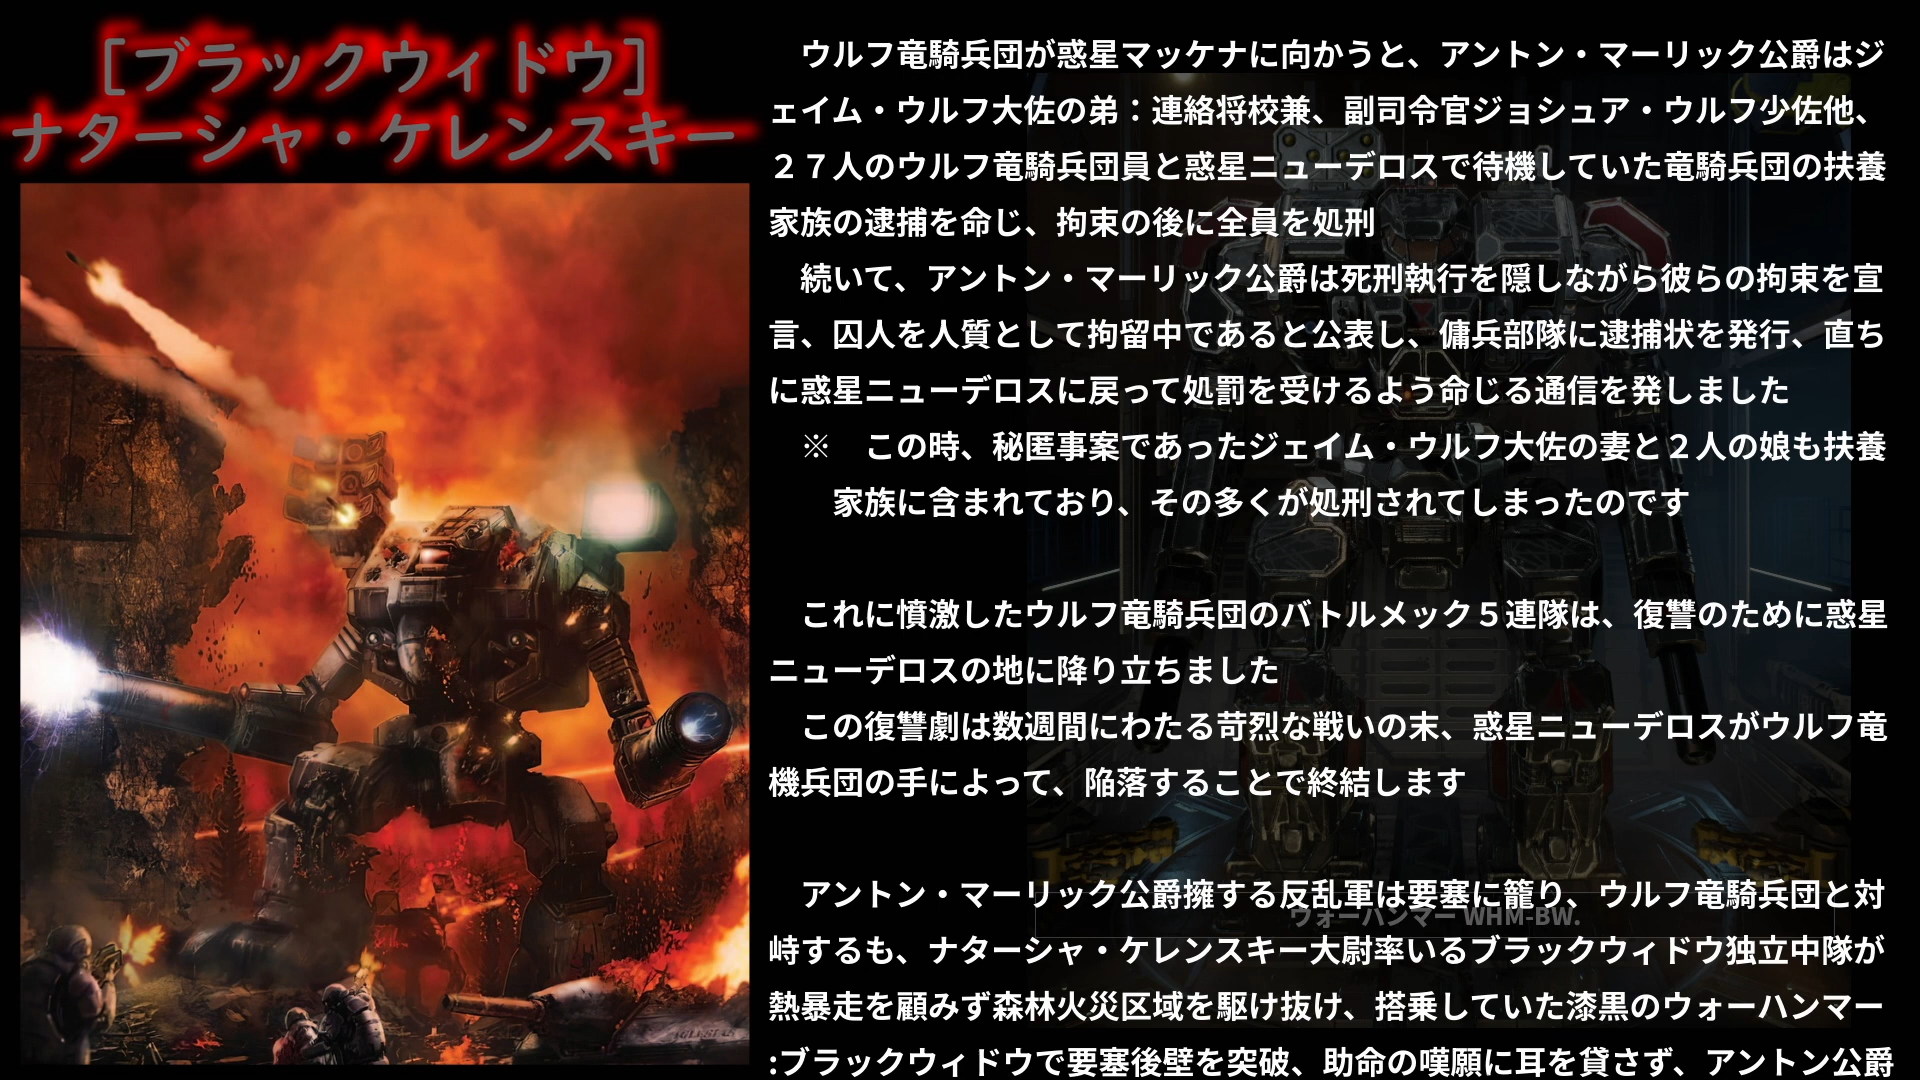 ［ブラックウィドウ］
ナターシャ・ケレンスキー
ウルフ竜騎兵団が惑星マッケナに向かうと、アントン・マーリック公爵はジ
ェイム・ウルフ大佐の弟：連絡将校兼、副司令官ジョシュア・ウルフ少佐他、
２７人のウルフ竜騎兵団員と惑星ニューデロスで待機していた竜騎兵団の扶養
家族の逮捕を命じ、拘束の後に全員を処刑
続いて、アントン・マーリック公爵は死刑執行を隠しながら彼らの拘束を宣
言、囚人を人質として拘留中であると公表し、傭兵部隊に逮捕状を発行、直ち
に惑星ニューデロスに戻って処罰を受けるよう命じる通信を発しました
※　この時、秘匿事案であったジェイム・ウルフ大佐の妻と２人の娘も扶養
家族に含まれており、その多くが処刑されてしまったのです
これに憤激したウルフ竜騎兵団のバトルメック５連隊は、復讐のために惑星
ニューデロスの地に降り立ちました
この復讐劇は数週間にわたる苛烈な戦いの末、惑星ニューデロスがウルフ竜
機兵団の手によって、陥落することで終結します
アントン・マーリック公爵擁する反乱軍は要塞に籠り、ウルフ竜騎兵団と対
峙するも、ナターシャ・ケレンスキー大尉率いるブラックウィドウ独立中隊が
熱暴走を顧みず森林火災区域を駆け抜け、搭乗していた漆黒のウォーハンマー
:ブラックウィドウで要塞後壁を突破、助命の嘆願に耳を貸さず、アントン公爵
ウォーハンマー WHM-BW.